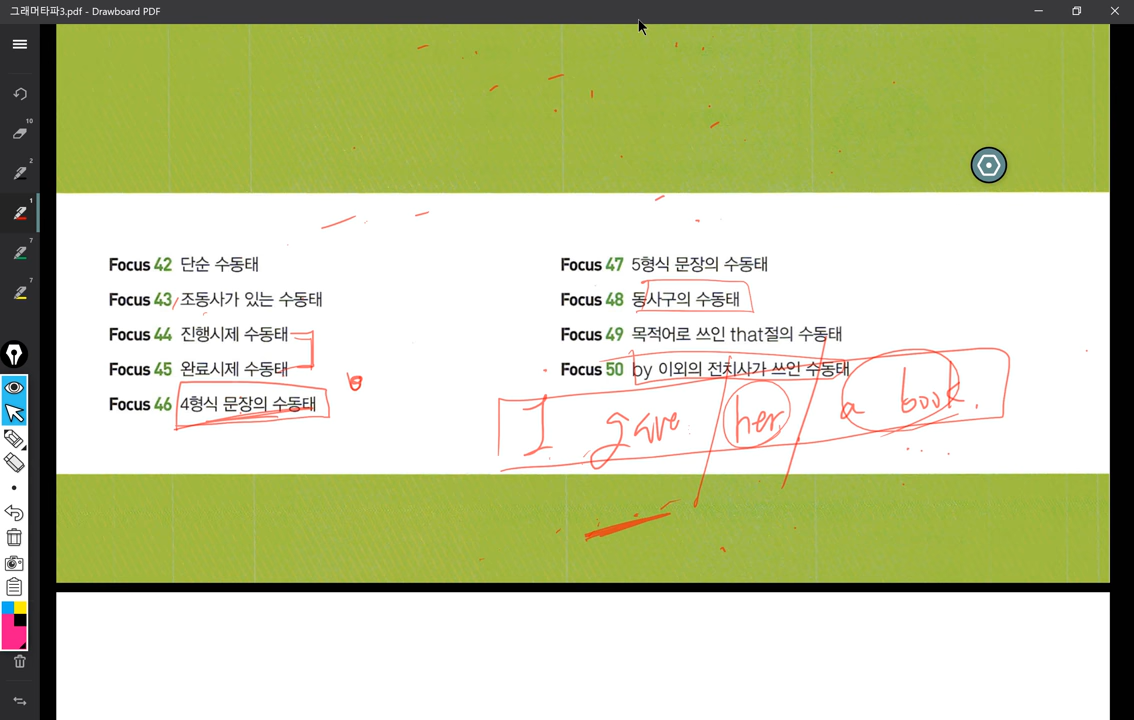 그래머타파3.pdf - Drawboard PDF
10
2
1
7
7
Focus 42 단순 수동태
Focus 43 조동사가 있는 수동태
Focus 44 진행시제 수동태
Focus 45 완료시제 수동태
Focus 46 4형식 문장의 수동태
Focus 47 5형식 문장의 수동태
Focus 48 동사구의 수동태
Focus 49 목적어로 쓰인 that절의 수동태
Focus 50 by 이외의 전치사가 쓰인 수동태
I gave her a book.